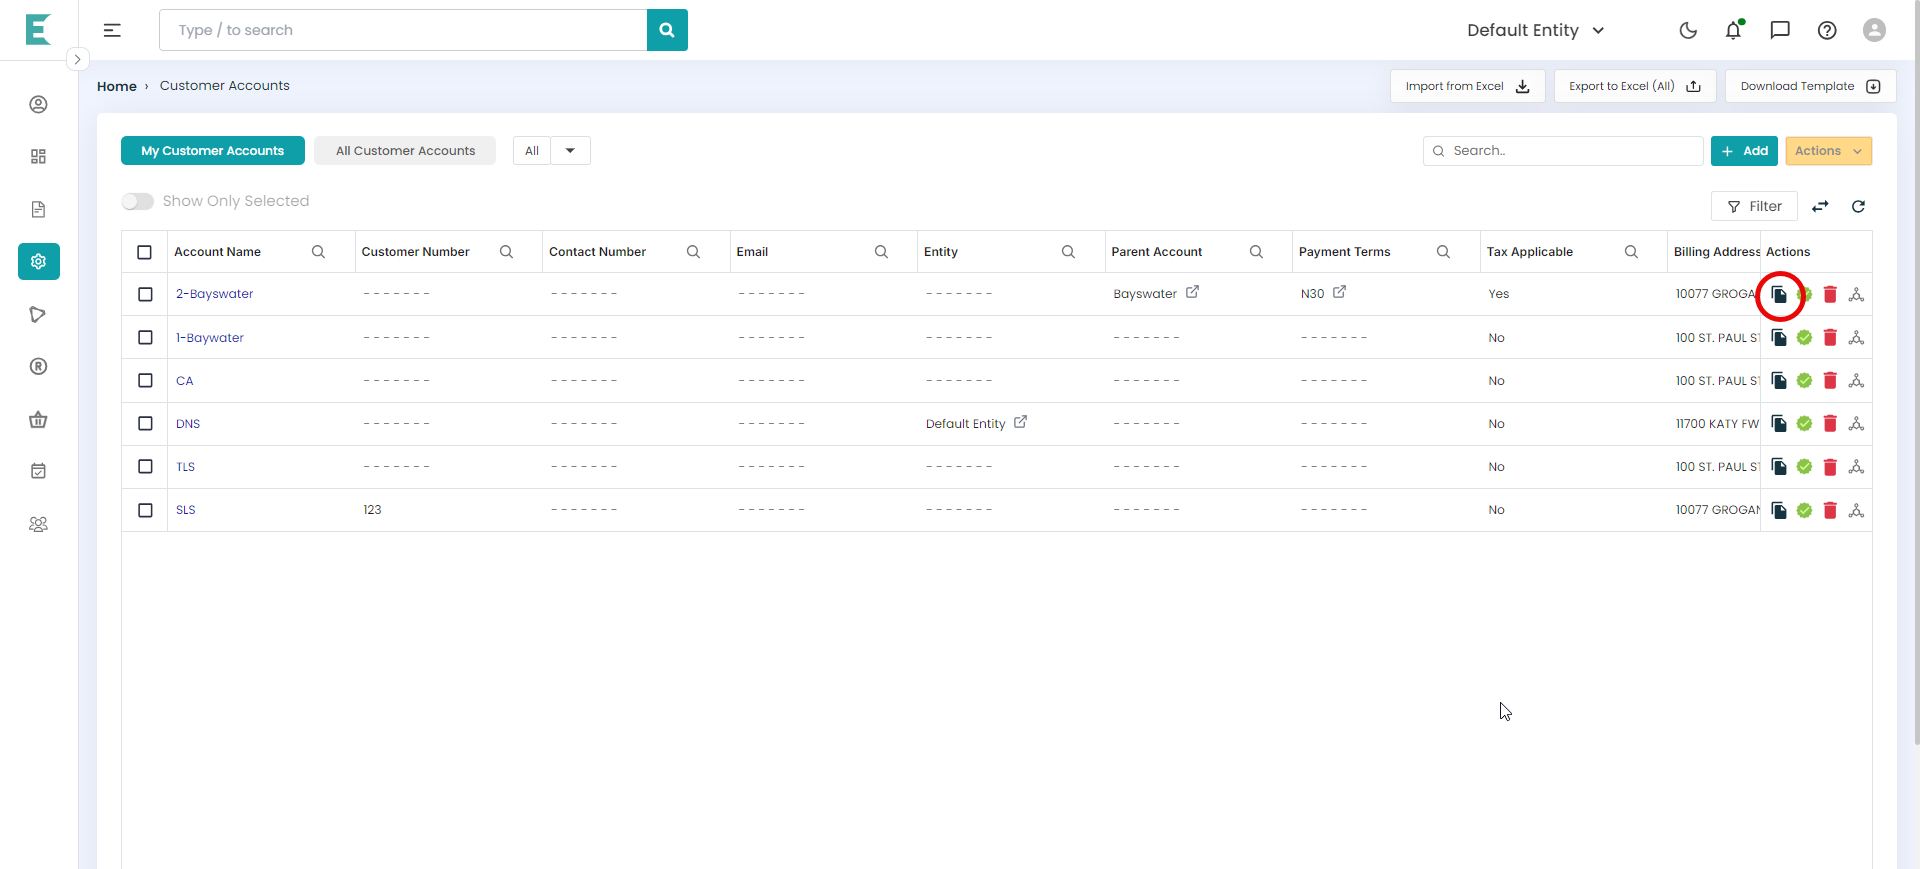 Type / to search
Default Entity
Home › Customer Accounts
Import from Excel
Export to Excel (All)
Download Template
My Customer Accounts
All Customer Accounts
All
Search..
+ Add
Actions
Show Only Selected
Filter
Account Name Customer Number Contact Number Email Entity Parent Account Payment Terms Tax Applicable Billing Address Actions
2-Bayswater ------- ------- ------- ------- Bayswater N30 Yes 10077 GROGA
1-Baywater ------- ------- ------- ------- ------- ------- No 100 ST. PAUL ST
CA ------- ------- ------- ------- ------- ------- No 100 ST. PAUL ST
DNS ------- ------- ------- Default Entity ------- ------- No 11700 KATY FW
TLS ------- ------- ------- ------- ------- ------- No 100 ST. PAUL ST
SLS 123 ------- ------- ------- ------- ------- No 10077 GROGAN